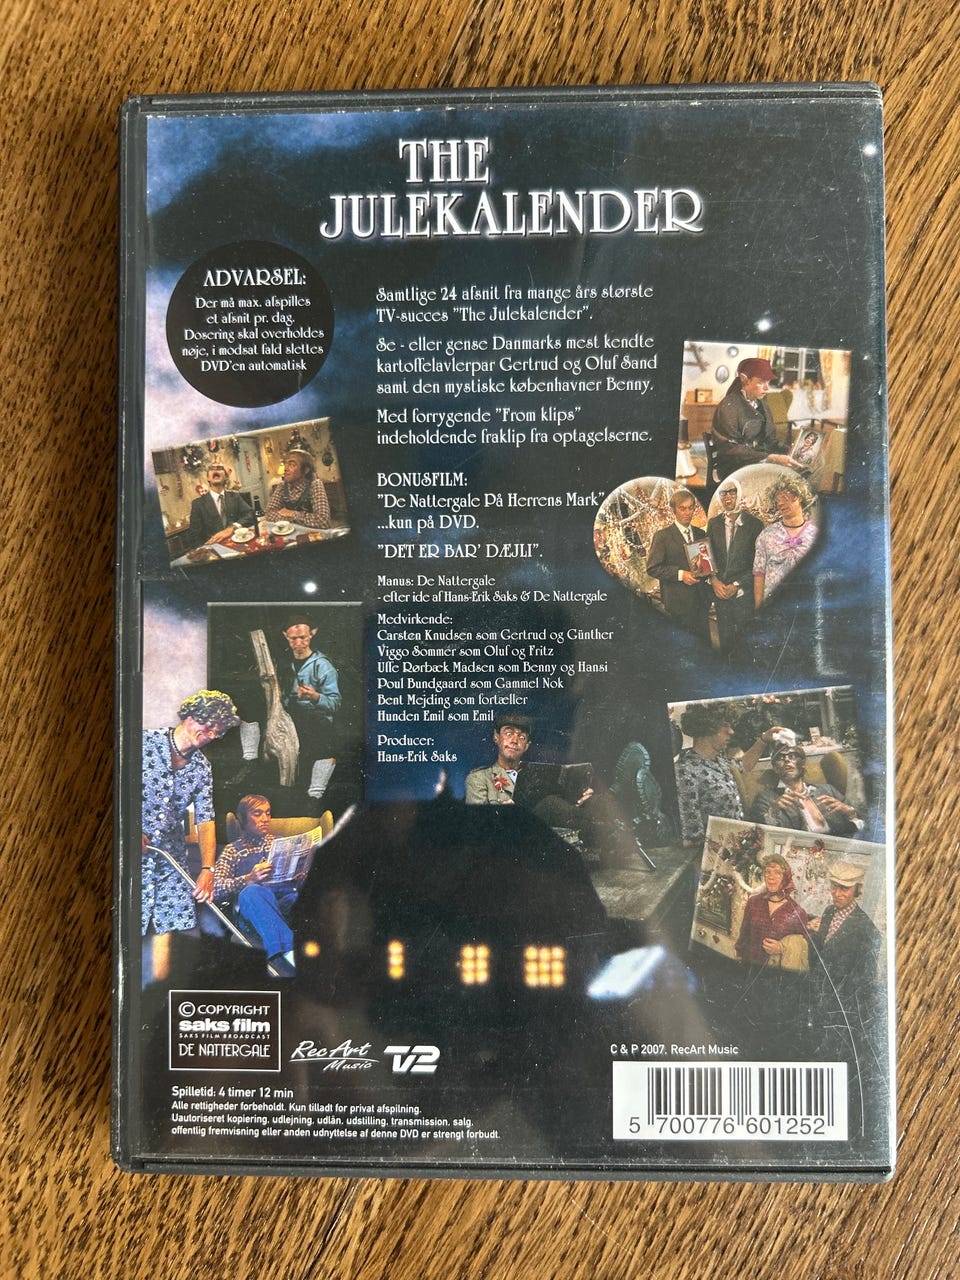 THE
JULEKALENDER
ADVARSEL:
Der må max. afspilles
et afsnit pr. dag.
Dosering skal overholdes
nøje, i modsat fald slettes
DVD'en automatisk
Samtlige 24 afsnit fra mange års største
TV-succes "The Julekalender".
Se - eller gense Danmarks mest kendte
kartoffelavlerpar Gertrud og Oluf Sand
samt den mystiske københavner Benny.
Med forrygende "From klips"
indeholdende fraklip fra optagelserne.
BONUSFILM:
"De Nattergale På Herrens Mark"
...kun på DVD.
"DET ER BAR' DÆJLI".
Manus: De Nattergale
- efter ide af Hans-Erik Saks & De Nattergale
Medvirkende:
Carsten Knudsen som Gertrud og Günther
Viggo Sommer som Oluf og Fritz
Uffe Rørbæk Madsen som Benny og Hansi
Poul Bundgaard som Gammel Nok
Bent Mejding som fortæller
Hunden Emil som Emil
Producer:
Hans-Erik Saks
© COPYRIGHT
saks film
SAKS FILM BROADCAST
DE NATTERGALE
RecArt
Music
TV2
C & P 2007. RecArt Music
Spilletid: 4 timer 12 min
Alle rettigheder forbeholdt. Kun tilladt for privat afspilning.
Uautoriseret kopiering, udlejning, udlån, udstilling, transmission, salg,
offentlig fremvisning eller anden udnyttelse af denne DVD er strengt forbudt.
5 700776 601252